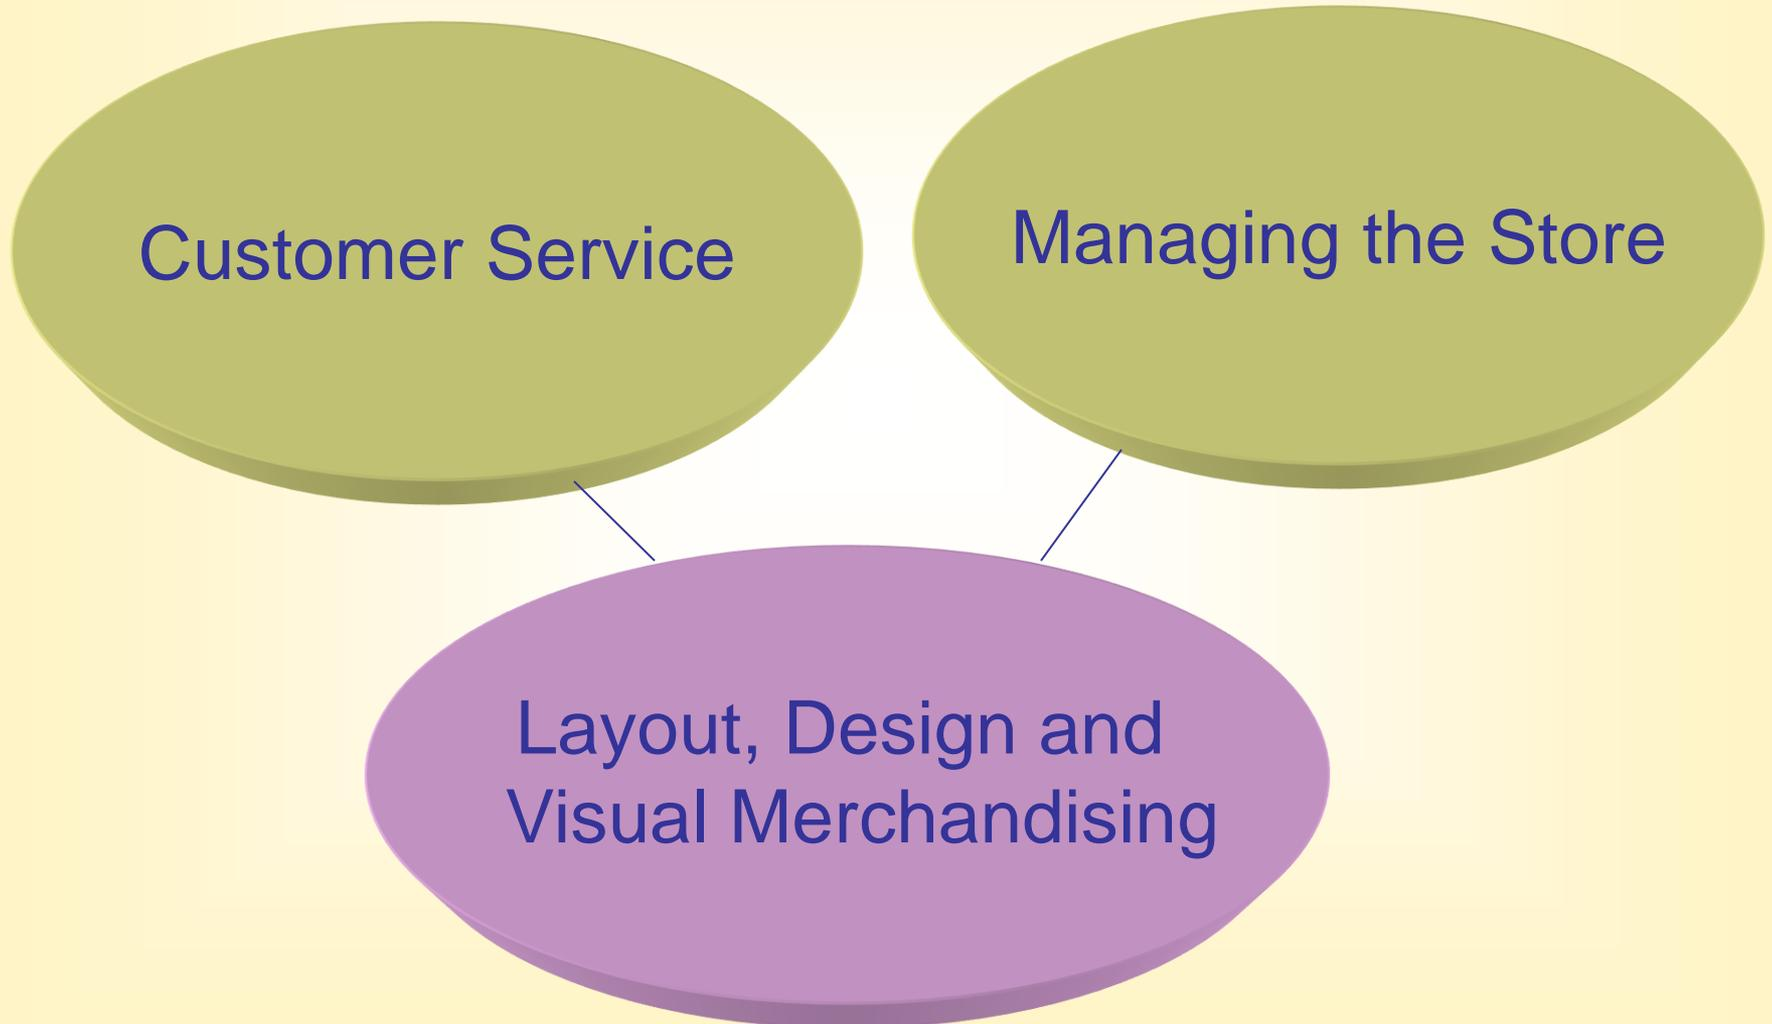 Customer Service
Managing the Store
Layout, Design and
Visual Merchandising